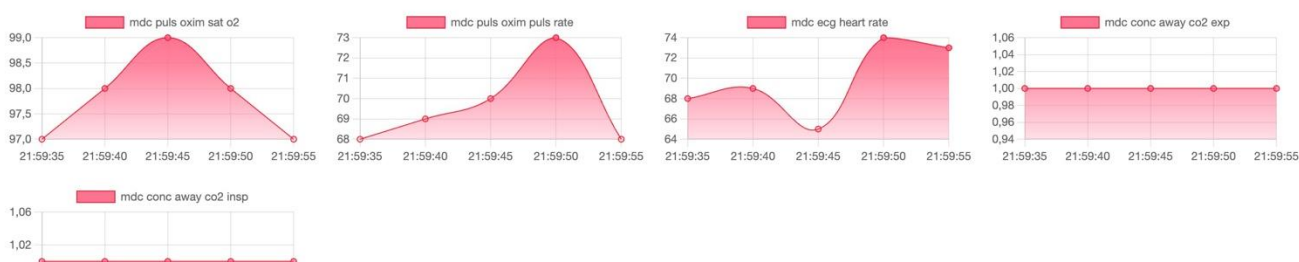 mdc puls oxim sat o2
99,0
98,5
98,0
97,5
97,0
21:59:35 21:59:40 21:59:45 21:59:50 21:59:55
mdc puls oxim puls rate
73
72
71
70
69
68
21:59:35 21:59:40 21:59:45 21:59:50 21:59:55
mdc ecg heart rate
74
72
70
68
66
64
21:59:35 21:59:40 21:59:45 21:59:50 21:59:55
mdc conc away co2 exp
1,06
1,04
1,02
1,00
0,98
0,96
0,94
21:59:35 21:59:40 21:59:45 21:59:50 21:59:55
mdc conc away co2 insp
1,06
1,02